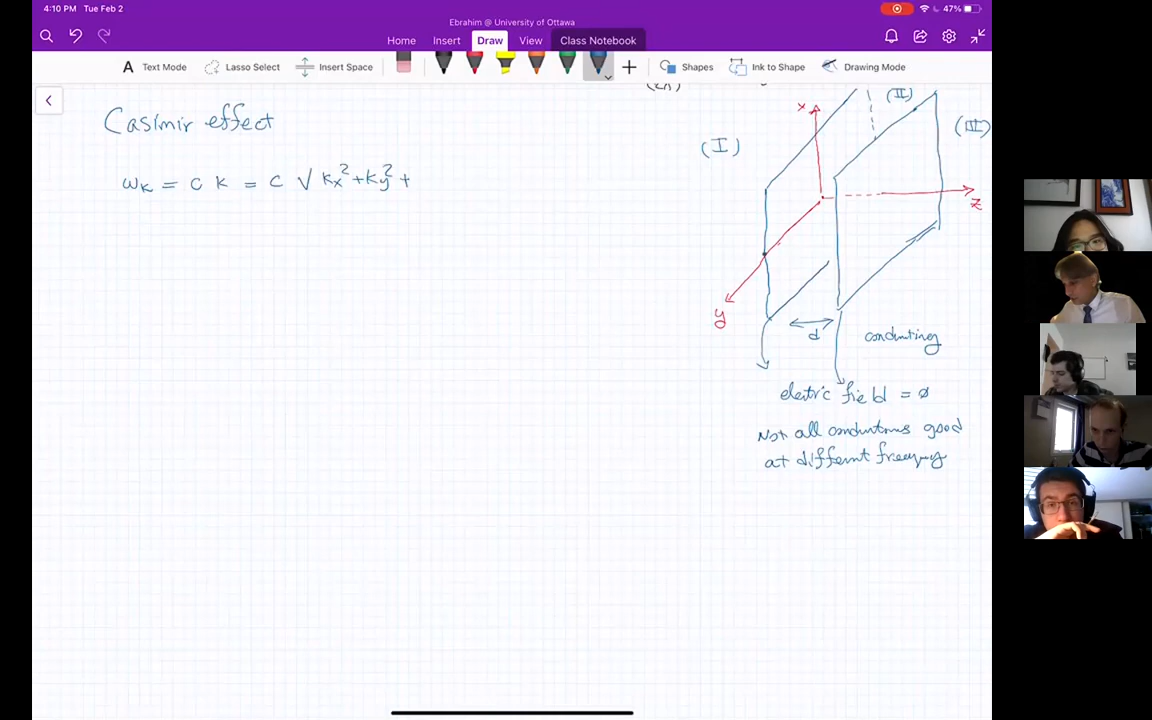 4:10 PM Tue Feb 2
47%
Ebrahim @ University of Ottawa
Home Insert Draw View Class Notebook
Text Mode Lasso Select Insert Space Shapes Ink to Shape Drawing Mode
Casimir effect
ωk = c k = c √ kx² + ky² +
x
(II)
(III)
(I)
z
y
d
conducting
electric field = ø
Not all conductors good
at different frequency